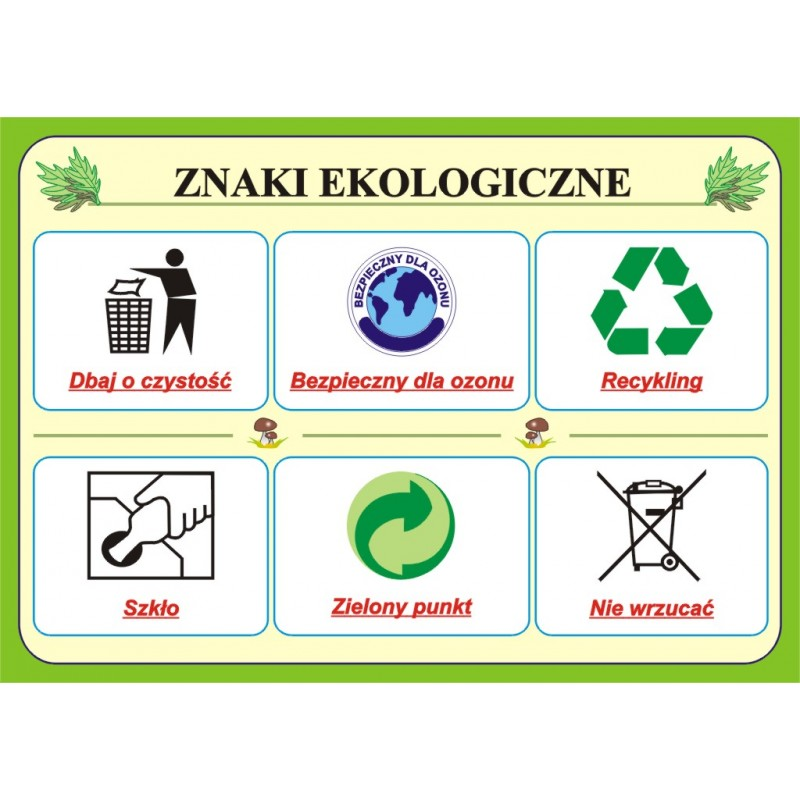 ZNAKI EKOLOGICZNE
BEZPIECZNY DLA OZONU
Dbaj o czystość
Bezpieczny dla ozonu
Recykling
Szkło
Zielony punkt
Nie wrzucać